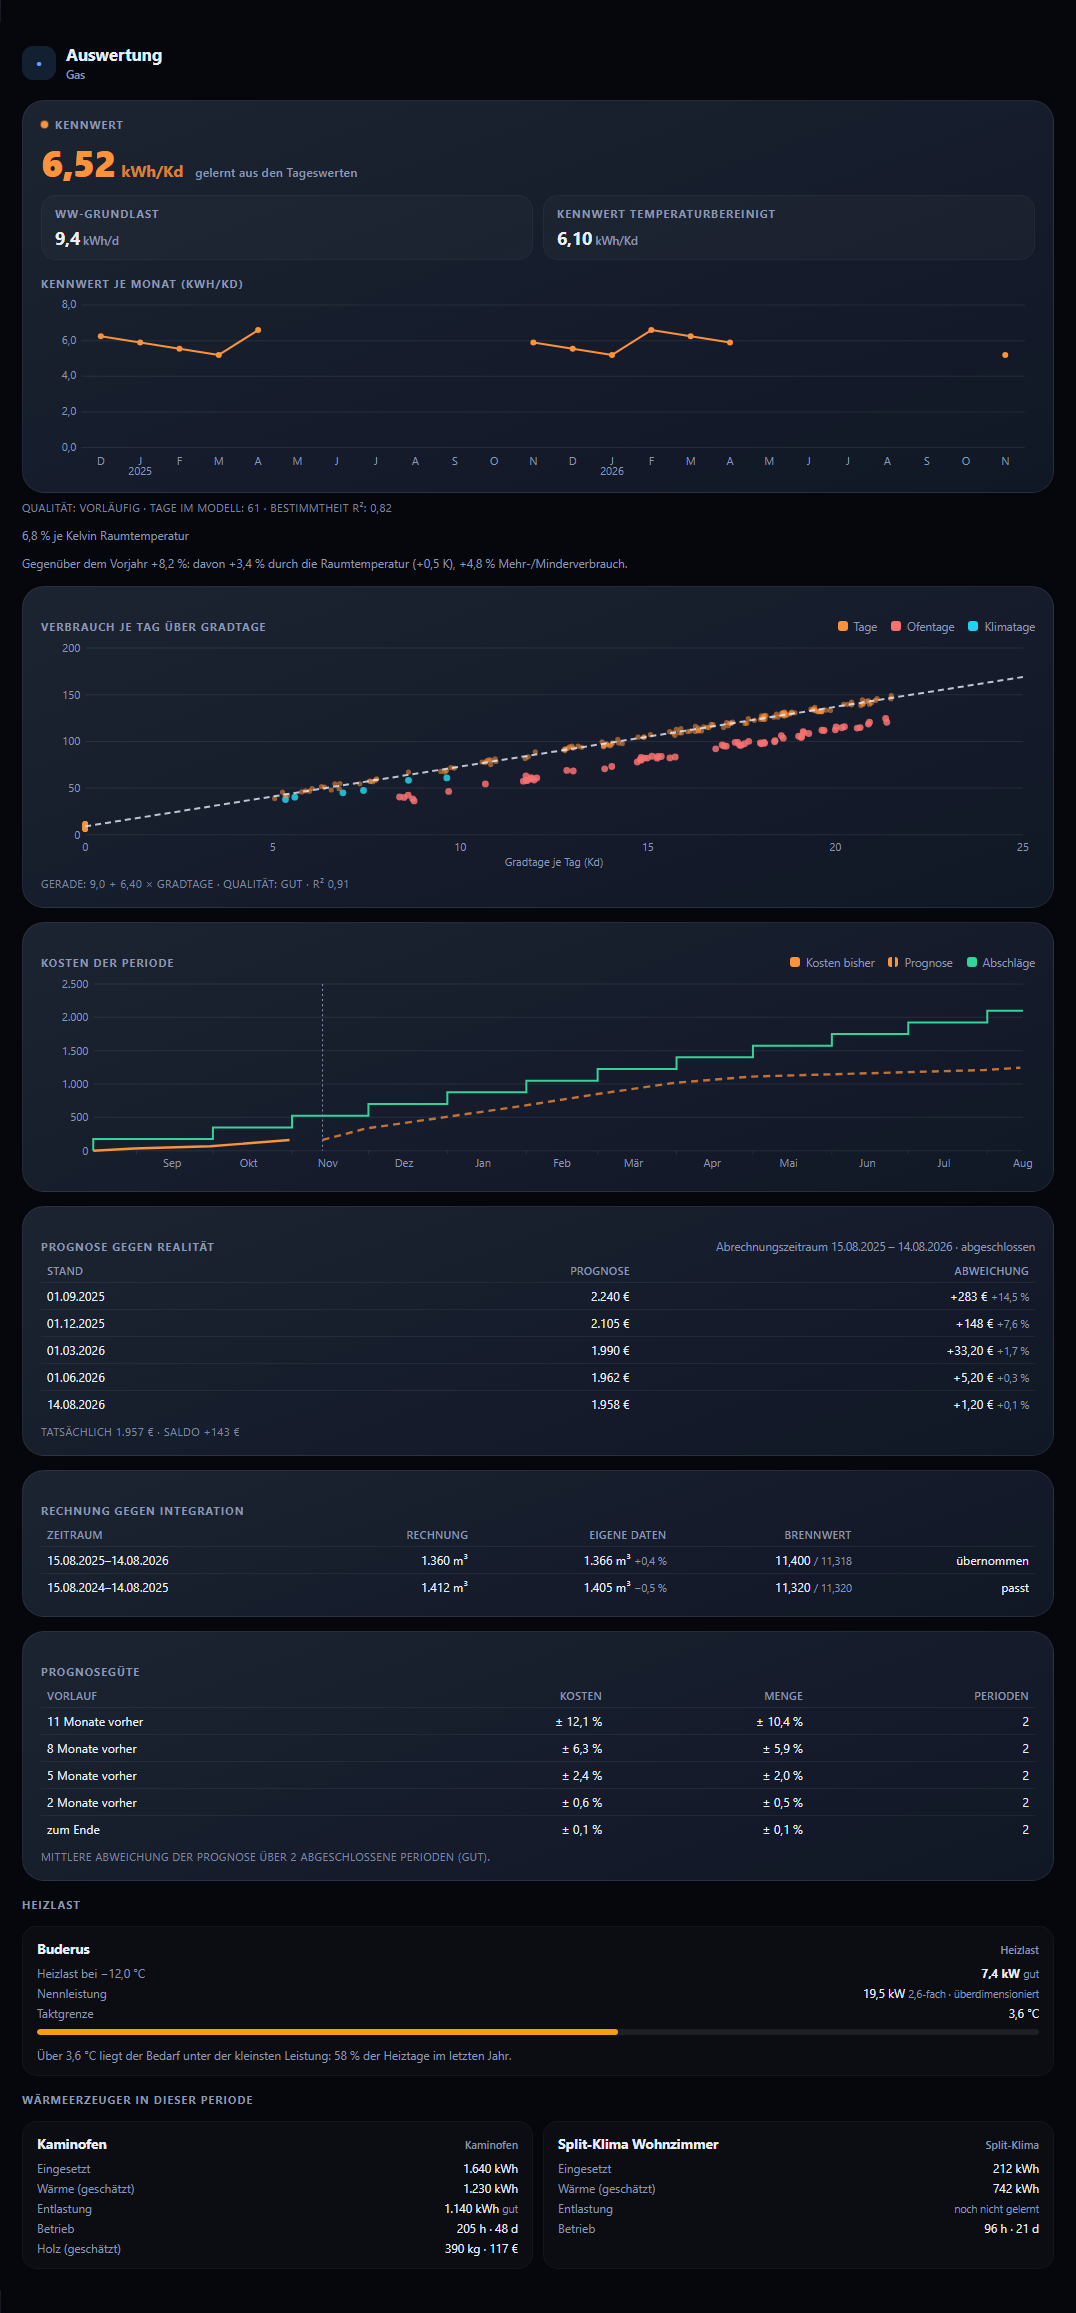 Auswertung
Gas
KENNWERT
6,52 kWh/Kd gelernt aus den Tageswerten
WW-GRUNDLAST
9,4 kWh/d
KENNWERT TEMPERATURBEREINIGT
6,10 kWh/Kd
KENNWERT JE MONAT (KWH/KD)
8,0
6,0
4,0
2,0
0,0
D J F M A M J J A S O N D J F M A M J J A S O N
2025 2026
QUALITÄT: VORLÄUFIG · TAGE IM MODELL: 61 · BESTIMMTHEIT R²: 0,82
6,8 % je Kelvin Raumtemperatur
Gegenüber dem Vorjahr +8,2 %: davon +3,4 % durch die Raumtemperatur (+0,5 K), +4,8 % Mehr-/Minderverbrauch.
VERBRAUCH JE TAG ÜBER GRADTAGE
Tage Ofentage Klimatage
200
150
100
50
0
0 5 10 15 20 25
Gradtage je Tag (Kd)
GERADE: 9,0 + 6,40 × GRADTAGE · QUALITÄT: GUT · R² 0,91
KOSTEN DER PERIODE
Kosten bisher Prognose Abschläge
2.500
2.000
1.500
1.000
500
0
Sep Okt Nov Dez Jan Feb Mär Apr Mai Jun Jul Aug
PROGNOSE GEGEN REALITÄT
Abrechnungszeitraum 15.08.2025 – 14.08.2026 · abgeschlossen
STAND PROGNOSE ABWEICHUNG
01.09.2025 2.240 € +283 € +14,5 %
01.12.2025 2.105 € +148 € +7,6 %
01.03.2026 1.990 € +33,20 € +1,7 %
01.06.2026 1.962 € +5,20 € +0,3 %
14.08.2026 1.958 € +1,20 € +0,1 %
TATSÄCHLICH 1.957 € · SALDO +143 €
RECHNUNG GEGEN INTEGRATION
ZEITRAUM RECHNUNG EIGENE DATEN BRENNWERT
15.08.2025–14.08.2026 1.360 m³ 1.366 m³ +0,4 % 11,400 / 11,318 übernommen
15.08.2024–14.08.2025 1.412 m³ 1.405 m³ −0,5 % 11,320 / 11,320 passt
PROGNOSEGÜTE
VORLAUF KOSTEN MENGE PERIODEN
11 Monate vorher ± 12,1 % ± 10,4 % 2
8 Monate vorher ± 6,3 % ± 5,9 % 2
5 Monate vorher ± 2,4 % ± 2,0 % 2
2 Monate vorher ± 0,6 % ± 0,5 % 2
zum Ende ± 0,1 % ± 0,1 % 2
MITTLERE ABWEICHUNG DER PROGNOSE ÜBER 2 ABGESCHLOSSENE PERIODEN (GUT).
HEIZLAST
Buderus Heizlast
Heizlast bei −12,0 °C 7,4 kW gut
Nennleistung 19,5 kW 2,6-fach · überdimensioniert
Taktgrenze 3,6 °C
Über 3,6 °C liegt der Bedarf unter der kleinsten Leistung: 58 % der Heiztage im letzten Jahr.
WÄRMEERZEUGER IN DIESER PERIODE
Kaminofen Kaminofen
Eingesetzt 1.640 kWh
Wärme (geschätzt) 1.230 kWh
Entlastung 1.140 kWh gut
Betrieb 205 h · 48 d
Holz (geschätzt) 390 kg · 117 €
Split-Klima Wohnzimmer Split-Klima
Eingesetzt 212 kWh
Wärme (geschätzt) 742 kWh
Entlastung noch nicht gelernt
Betrieb 96 h · 21 d